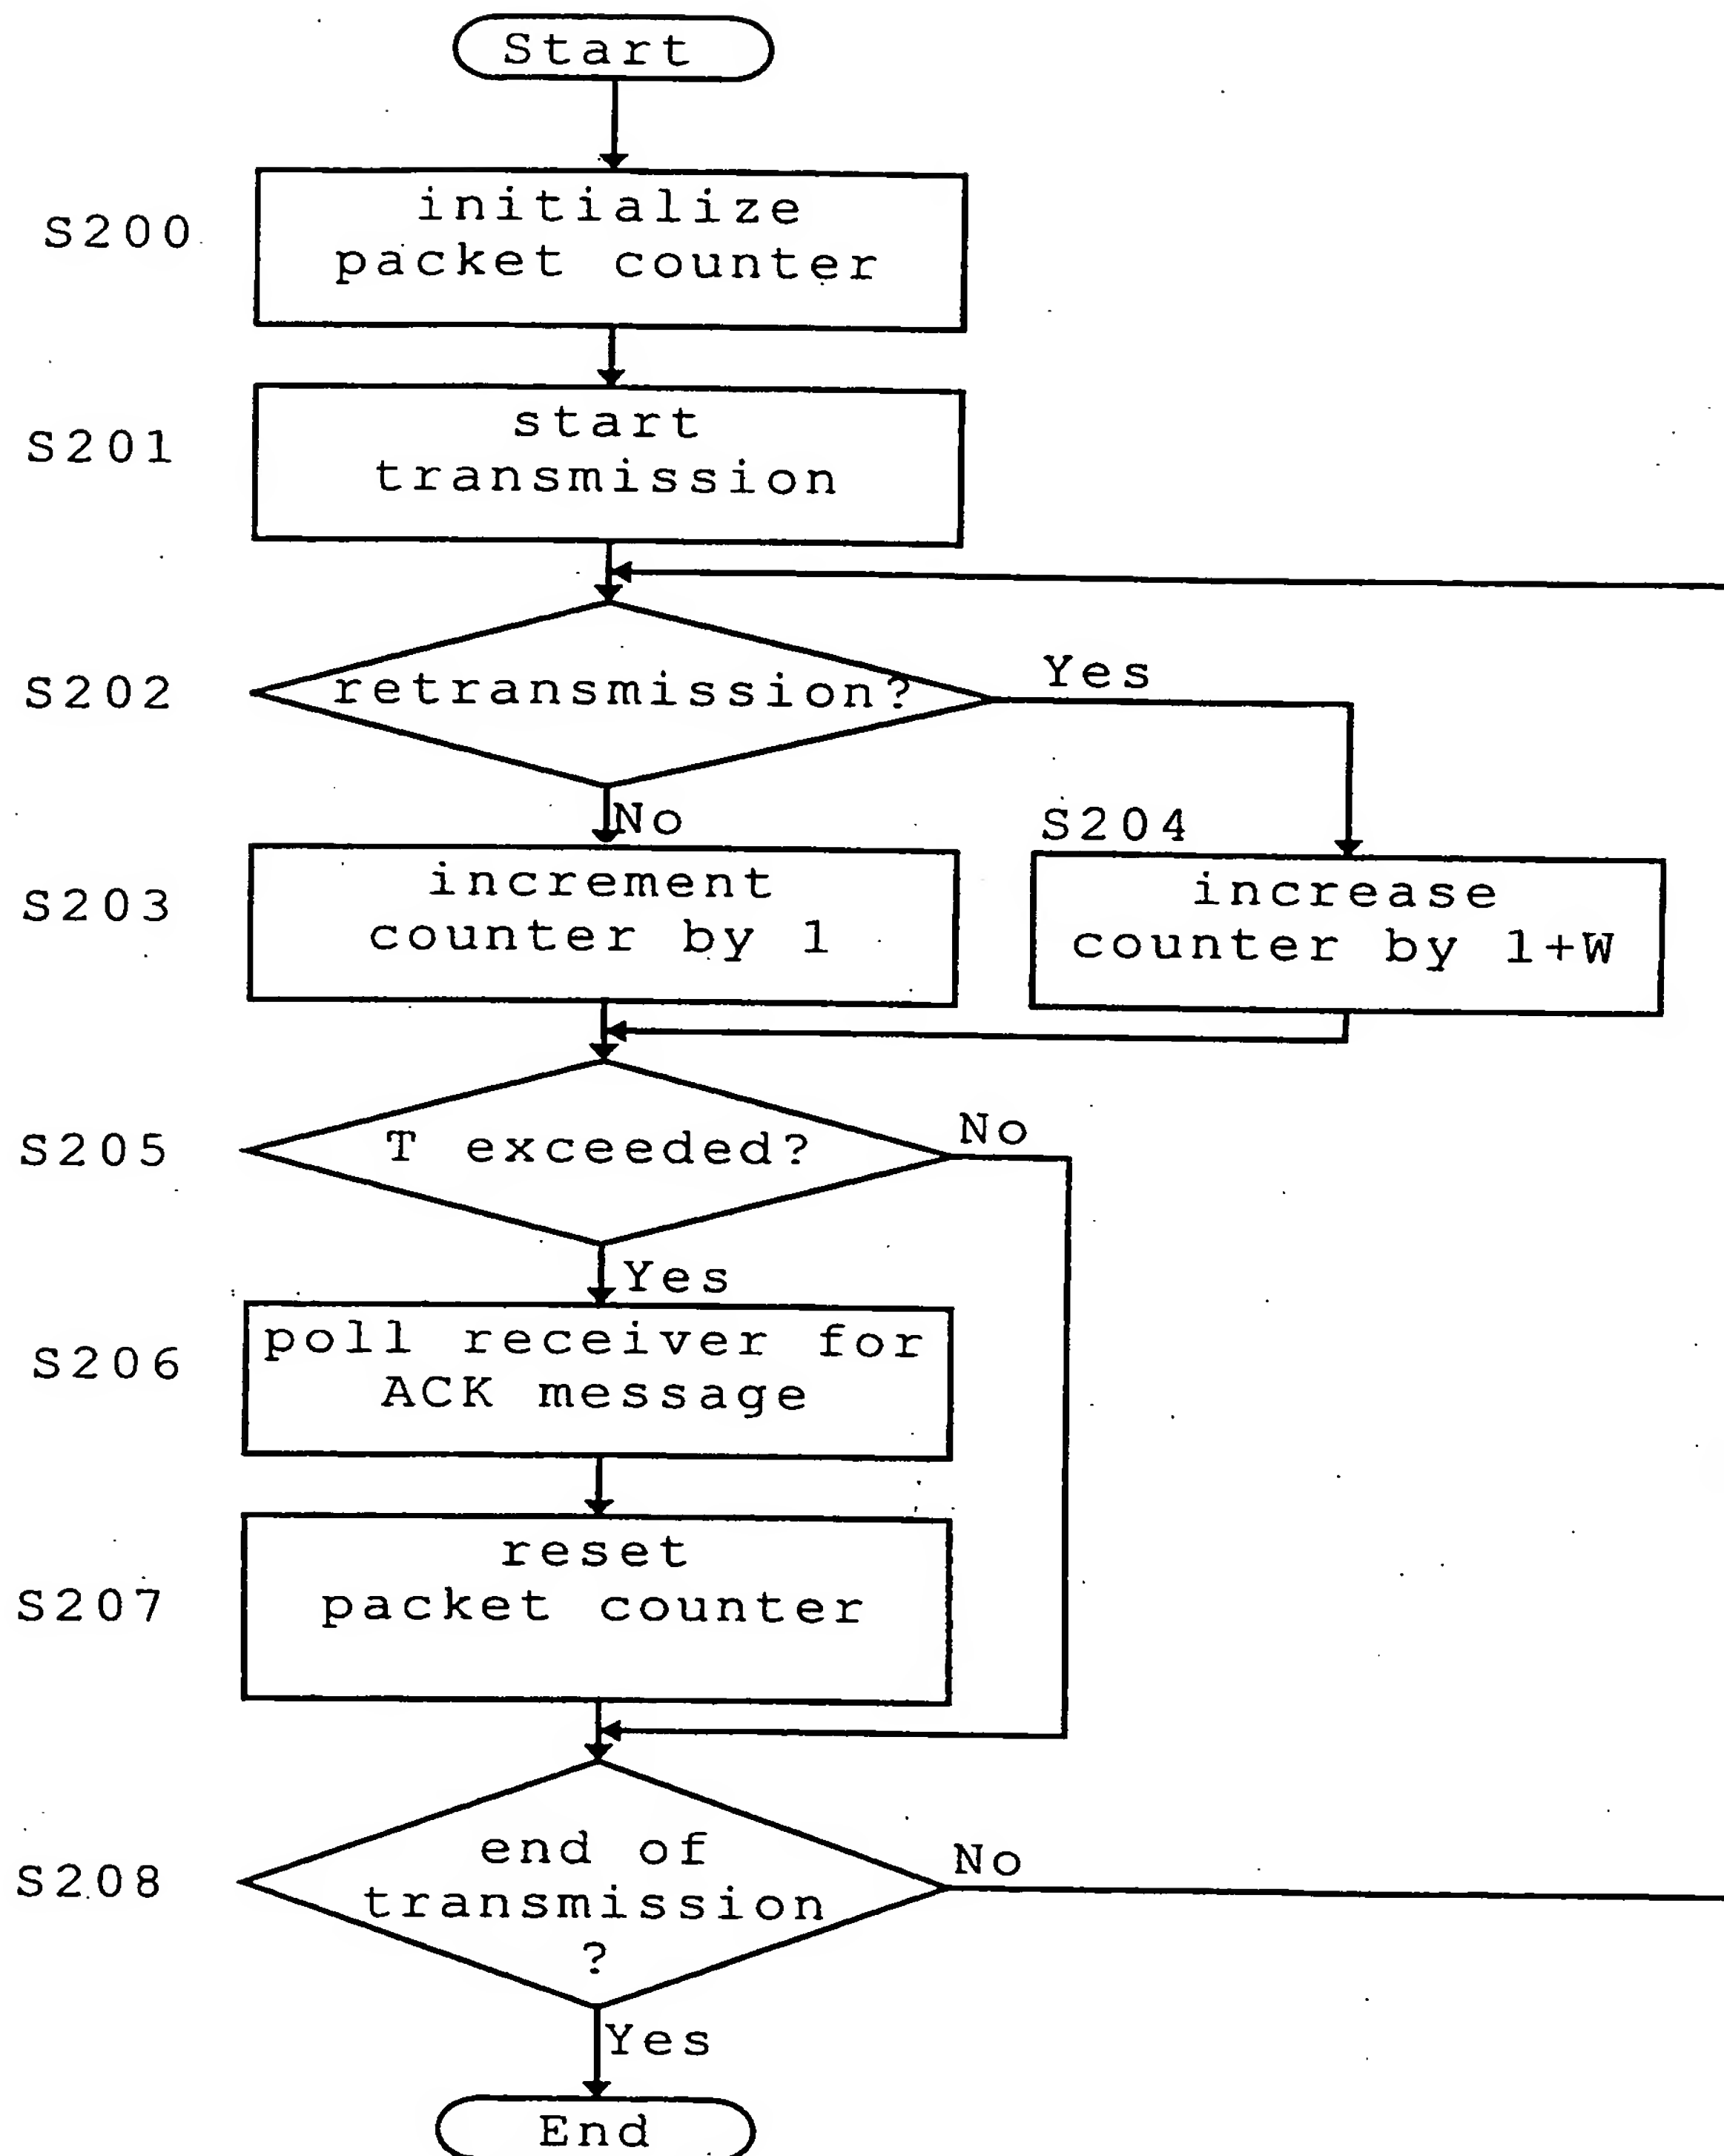 Start
S200
initialize
packet counter
S201
start
transmission
S202
retransmission?
Yes
No
S204
S203
increment
counter by 1
increase
counter by 1+W
S205
T exceeded?
No
Yes
S206
poll receiver for
ACK message
S207
reset
packet counter
S208
end of
transmission
?
No
Yes
End